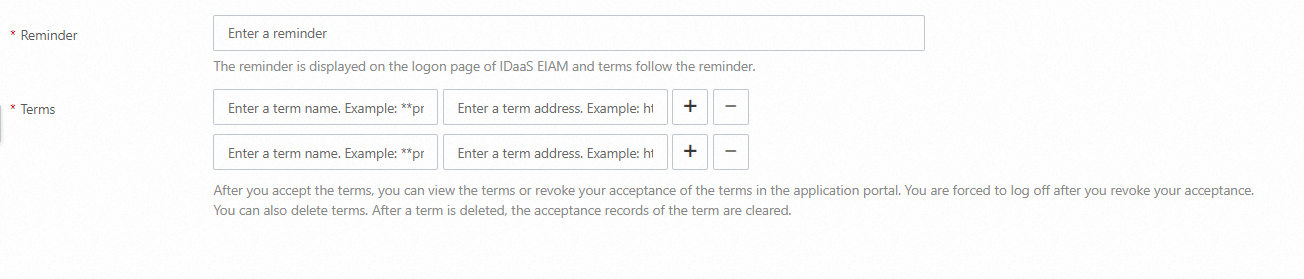 * Reminder
Enter a reminder
The reminder is displayed on the logon page of IDaaS EIAM and terms follow the reminder.
* Terms
Enter a term name. Example: **pr Enter a term address. Example: ht + −
Enter a term name. Example: **pr Enter a term address. Example: ht + −
After you accept the terms, you can view the terms or revoke your acceptance of the terms in the application portal. You are forced to log off after you revoke your acceptance.
You can also delete terms. After a term is deleted, the acceptance records of the term are cleared.